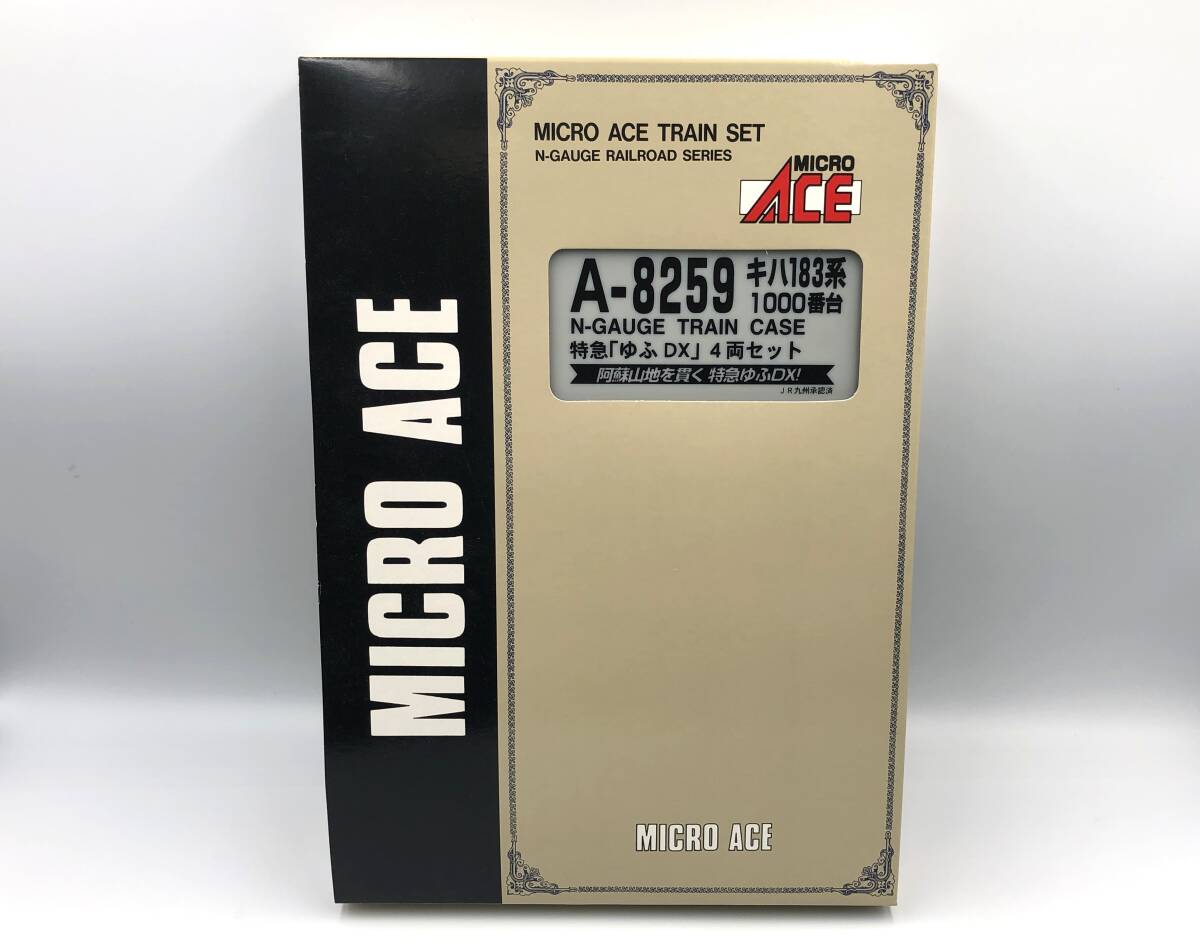 MICRO ACE
MICRO ACE TRAIN SET
N-GAUGE RAILROAD SERIES
MICRO
ACE
A-8259 キハ183系
1000番台
N-GAUGE TRAIN CASE
特急「ゆふ DX」4両セット
阿蘇山地を貫く 特急ゆふDX!
JR九州承認済
MICRO ACE